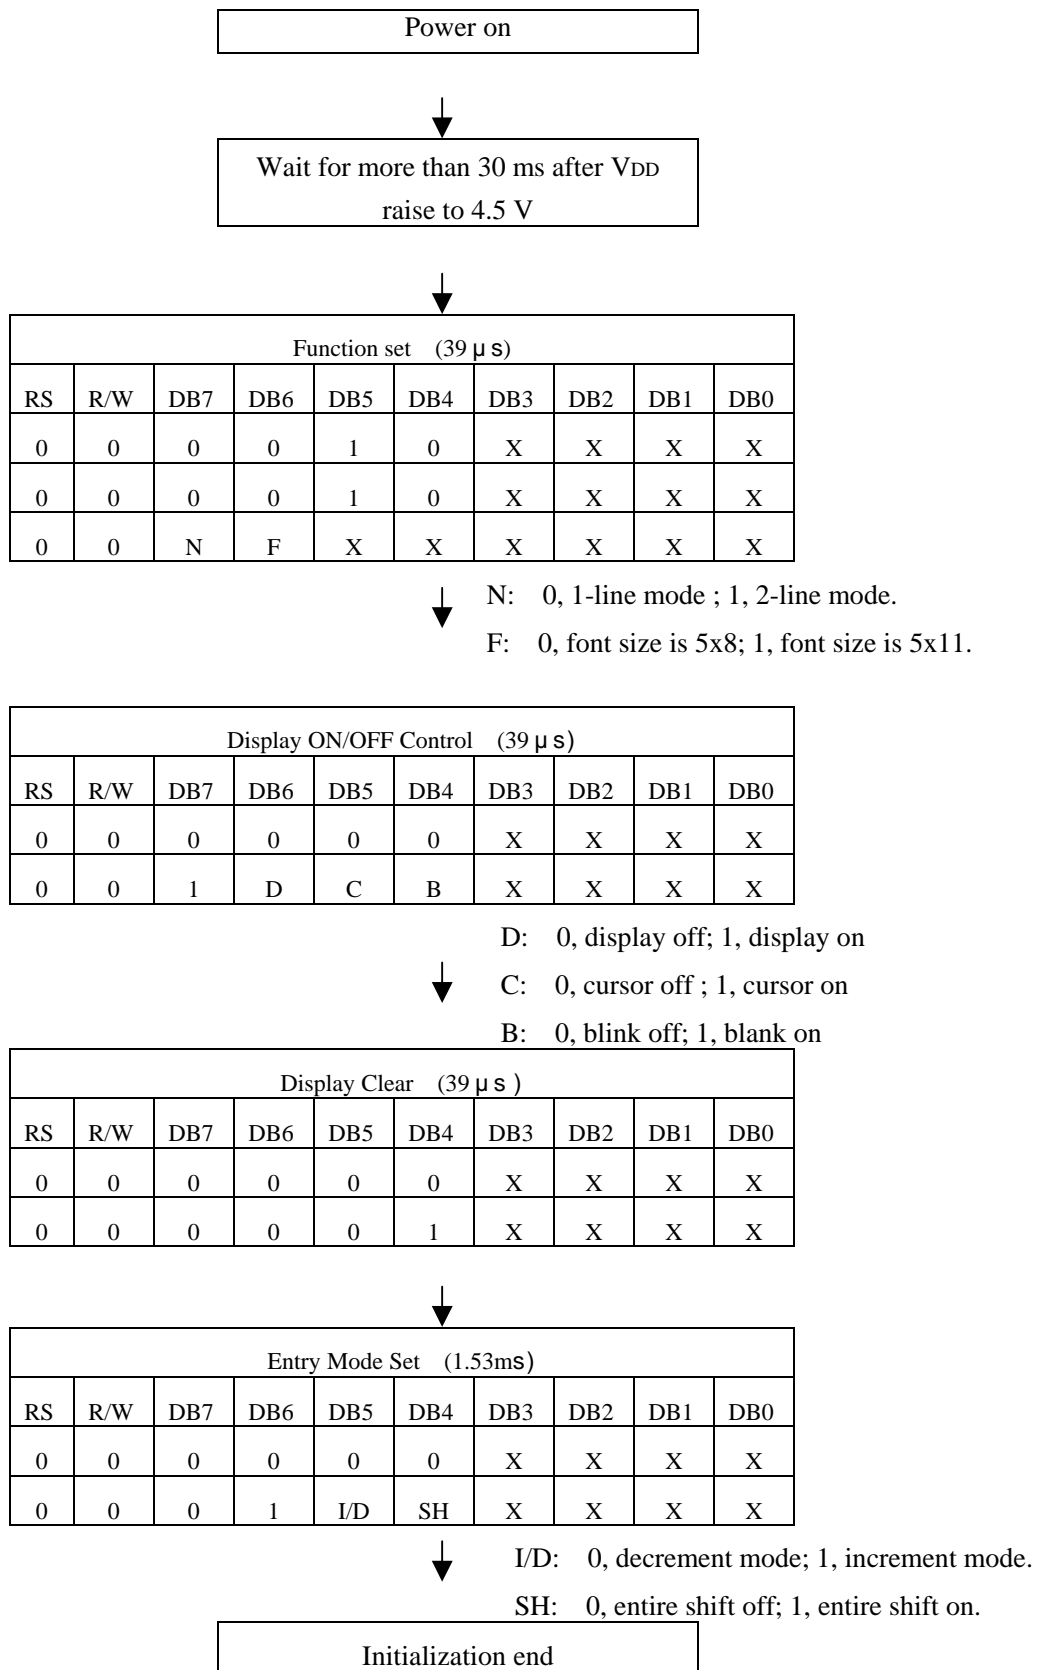 Power on
Wait for more than 30 ms after VDD
raise to 4.5 V
Function set (39 μs)
RS R/W DB7 DB6 DB5 DB4 DB3 DB2 DB1 DB0
0 0 0 0 1 0 X X X X
0 0 0 0 1 0 X X X X
0 0 N F X X X X X X
N: 0, 1-line mode ; 1, 2-line mode.
F: 0, font size is 5x8; 1, font size is 5x11.
Display ON/OFF Control (39 μs)
RS R/W DB7 DB6 DB5 DB4 DB3 DB2 DB1 DB0
0 0 0 0 0 0 X X X X
0 0 1 D C B X X X X
D: 0, display off; 1, display on
C: 0, cursor off ; 1, cursor on
B: 0, blink off; 1, blank on
Display Clear (39 μs )
RS R/W DB7 DB6 DB5 DB4 DB3 DB2 DB1 DB0
0 0 0 0 0 0 X X X X
0 0 0 0 0 1 X X X X
Entry Mode Set (1.53ms)
RS R/W DB7 DB6 DB5 DB4 DB3 DB2 DB1 DB0
0 0 0 0 0 0 X X X X
0 0 0 1 I/D SH X X X X
I/D: 0, decrement mode; 1, increment mode.
SH: 0, entire shift off; 1, entire shift on.
Initialization end